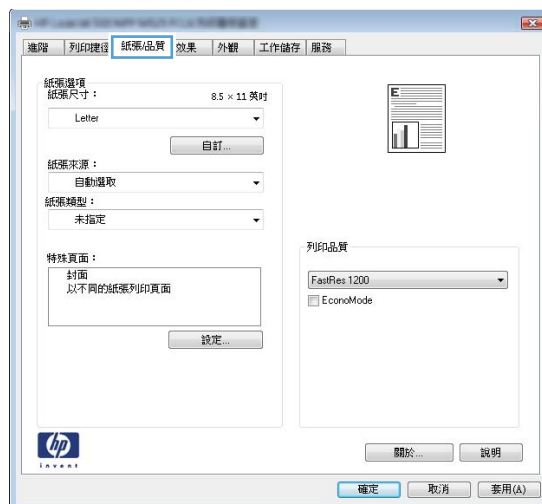 進階 列印捷徑 紙張/品質 效果 外觀 工作儲存 服務
紙張選項
紙張尺寸： 8.5 × 11 英吋
Letter
自訂...
紙張來源：
自動選取
紙張類型：
未指定
特殊頁面：
封面
以不同的紙張列印頁面
設定...
E
列印品質
FastRes 1200
EconoMode
hp
invent
關於... 說明
確定 取消 套用(A)